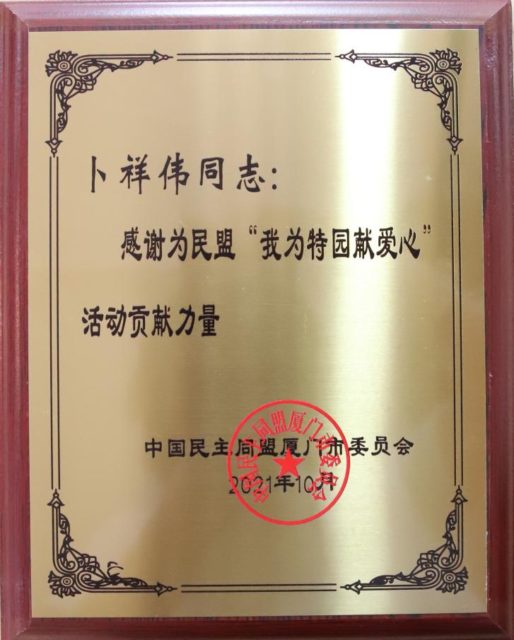 卜祥伟同志:
感谢为民盟“我为特园献爱心”
活动贡献力量
中国民主同盟厦门市委员会
2021年10月